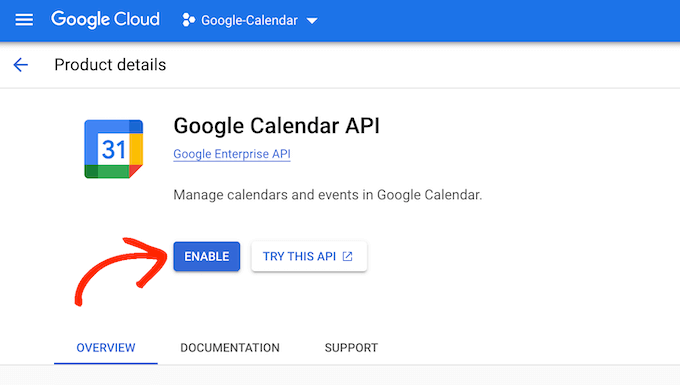 Google Cloud
Google-Calendar
Product details
31
Google Calendar API
Google Enterprise API
Manage calendars and events in Google Calendar.
ENABLE
TRY THIS API
OVERVIEW
DOCUMENTATION
SUPPORT